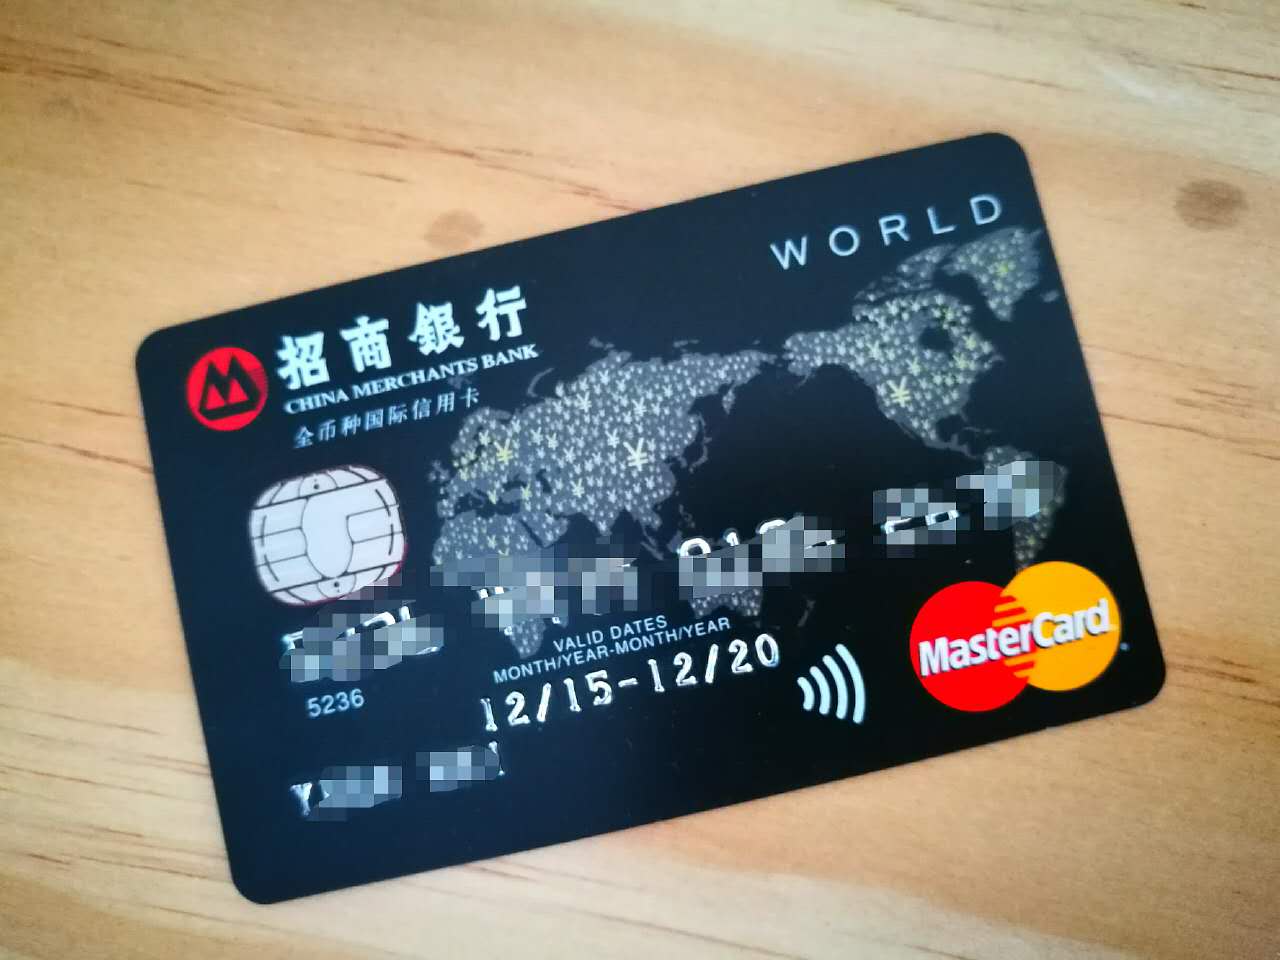 WORLD
招商銀行
CHINA MERCHANTS BANK
全币种国际信用卡
VALID DATES
MONTH/YEAR-MONTH/YEAR
5236
12/15-12/20
MasterCard